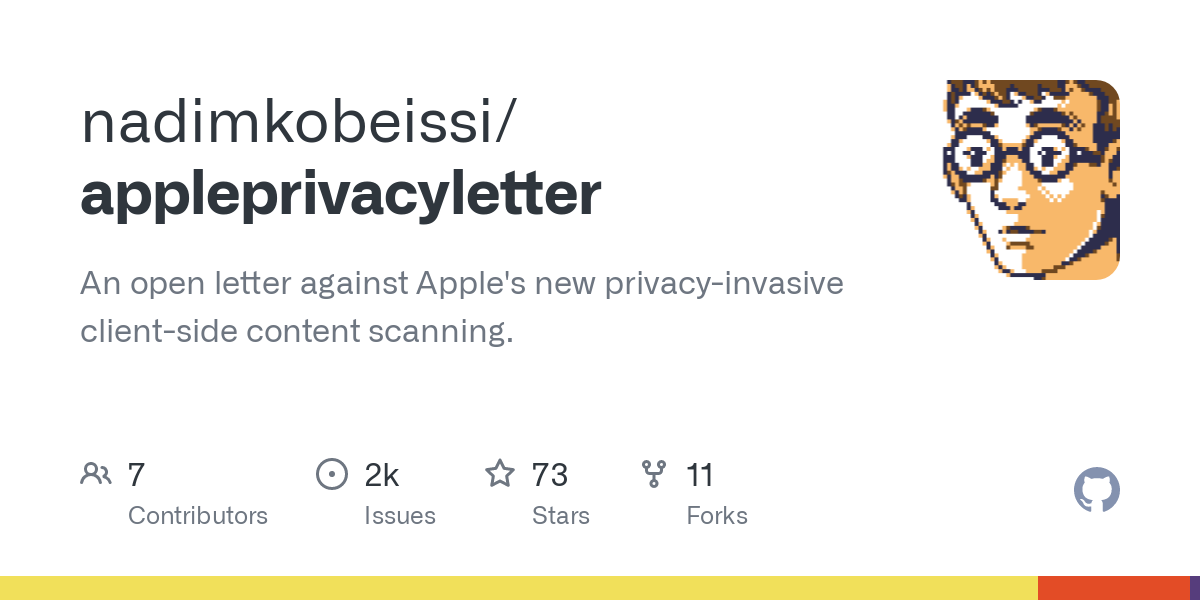 nadimkobeissi/
appleprivacyletter
An open letter against Apple's new privacy-invasive
client-side content scanning.
7
Contributors
2k
Issues
73
Stars
11
Forks